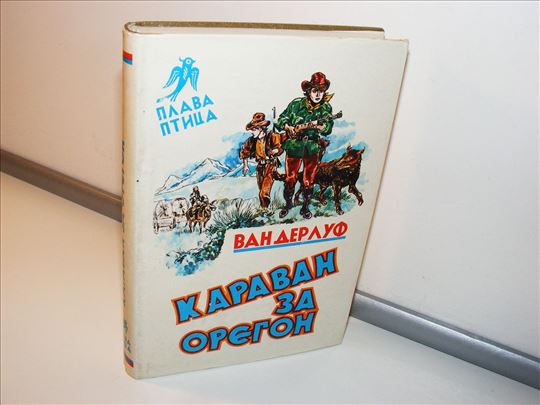 ПЛАВА
ПТИЦА
ВАН ДЕРЛУФ
КАРАВАН
ЗА
ОРЕГОН